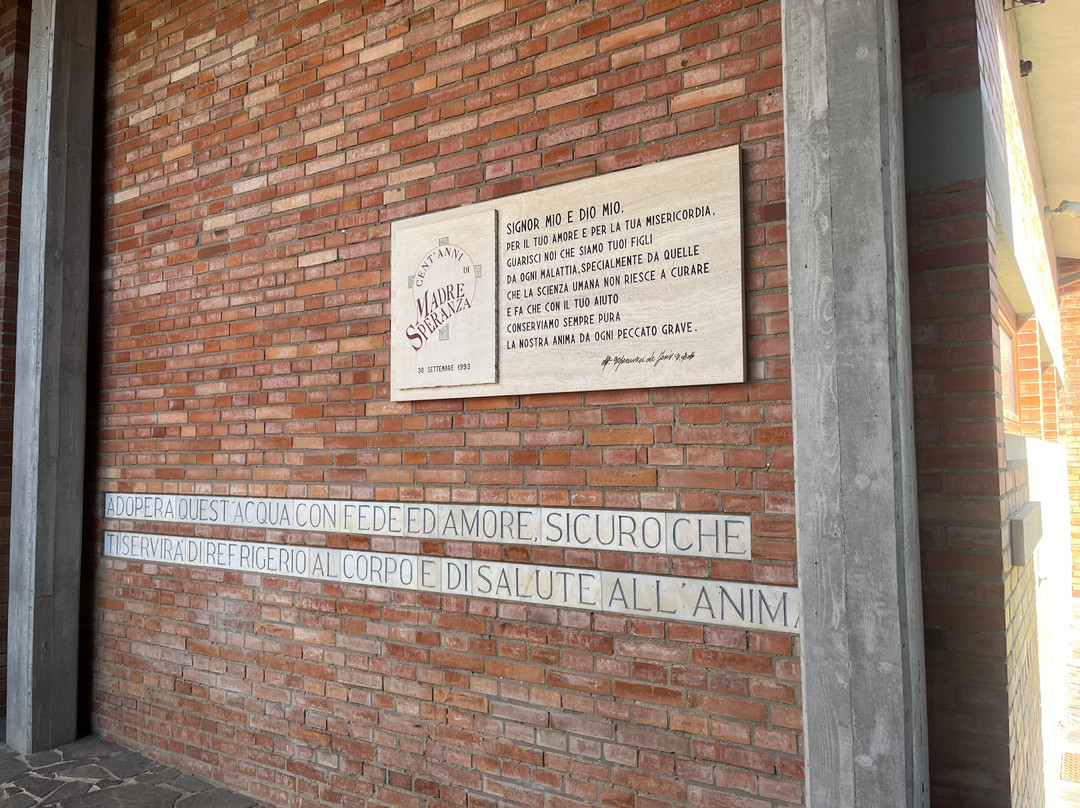 CENT'ANNI
DI
MADRE
SPERANZA
30 SETTEMBRE 1993
SIGNOR MIO E DIO MIO,
PER IL TUO AMORE E PER LA TUA MISERICORDIA,
GUARISCI NOI CHE SIAMO TUOI FIGLI
DA OGNI MALATTIA, SPECIALMENTE DA QUELLE
CHE LA SCIENZA UMANA NON RIESCE A CURARE
E FA CHE CON IL TUO AIUTO
CONSERVIAMO SEMPRE PURA
LA NOSTRA ANIMA DA OGNI PECCATO GRAVE.
ADOPERA QUEST'ACQUA CON FEDE ED AMORE, SICURO CHE
TI SERVIRÀ DI REFRIGERIO AL CORPO E DI SALUTE ALL'ANIM